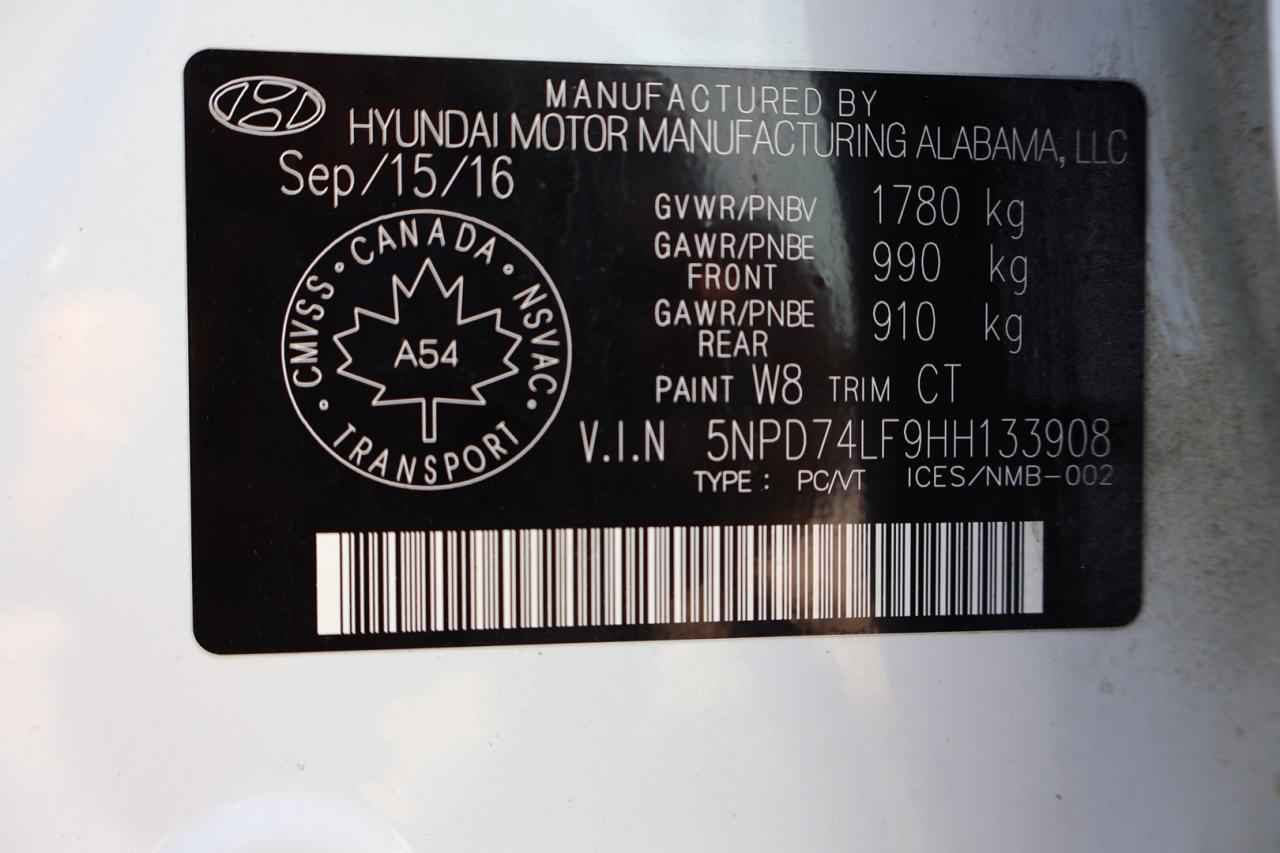 MANUFACTURED BY
HYUNDAI MOTOR MANUFACTURING ALABAMA, LLC
Sep/15/16
GVWR/PNBV 1780 kg
GAWR/PNBE FRONT 990 kg
GAWR/PNBE REAR 910 kg
CMVSS • CANADA • NSVAC • TRANSPORT •
A54
PAINT W8 TRIM CT
V.I.N 5NPD74LF9HH133908
TYPE : PC/VT ICES/NMB-002